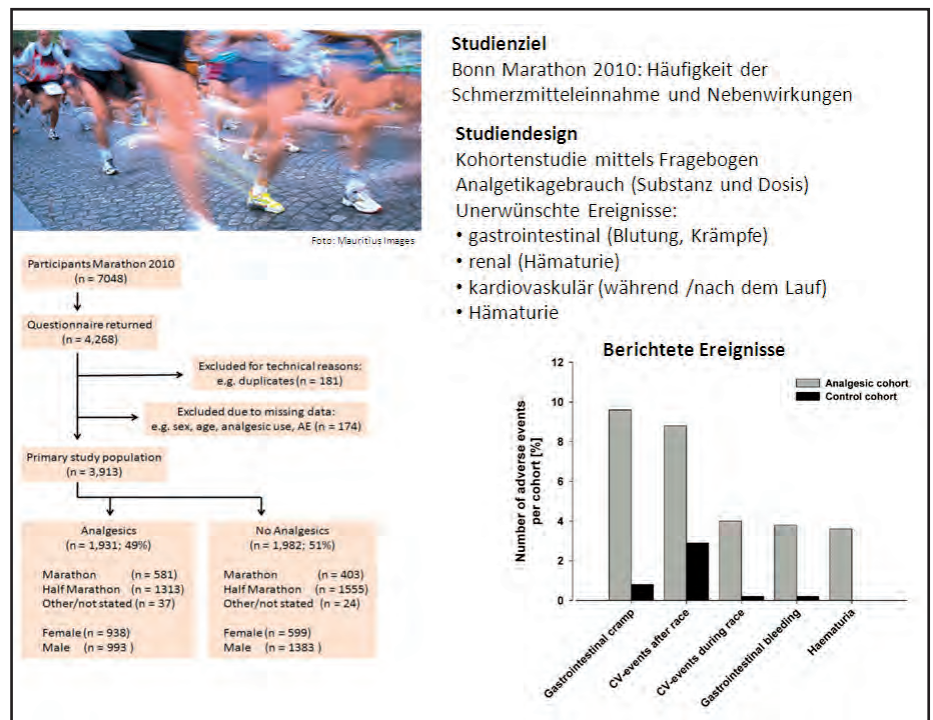 Studienziel
Bonn Marathon 2010: Häufigkeit der
Schmerzmitteleinnahme und Nebenwirkungen
Studiendesign
Kohortenstudie mittels Fragebogen
Analgetikagebrauch (Substanz und Dosis)
Unerwünschte Ereignisse:
• gastrointestinal (Blutung, Krämpfe)
• renal (Hämaturie)
• kardiovaskulär (während /nach dem Lauf)
• Hämaturie
Foto: Mauritius Images
Participants Marathon 2010
(n = 7048)
Questionnaire returned
(n = 4,268)
Excluded for technical reasons:
e.g. duplicates (n = 181)
Excluded due to missing data:
e.g. sex, age, analgesic use, AE (n = 174)
Primary study population
(n = 3,913)
Analgesics
(n = 1,931; 49%)
Marathon (n = 581)
Half Marathon (n = 1313)
Other/not stated (n = 37)
Female (n = 938)
Male (n = 993 )
No Analgesics
(n = 1,982; 51%)
Marathon (n = 403)
Half Marathon (n = 1555)
Other/not stated (n = 24)
Female (n = 599)
Male (n = 1383 )
Berichtete Ereignisse
Number of adverse events
per cohort [%]
12
10
8
6
4
2
0
Analgesic cohort
Control cohort
Gastrointestinal cramp
CV-events after race
CV-events during race
Gastrointestinal bleeding
Haematuria